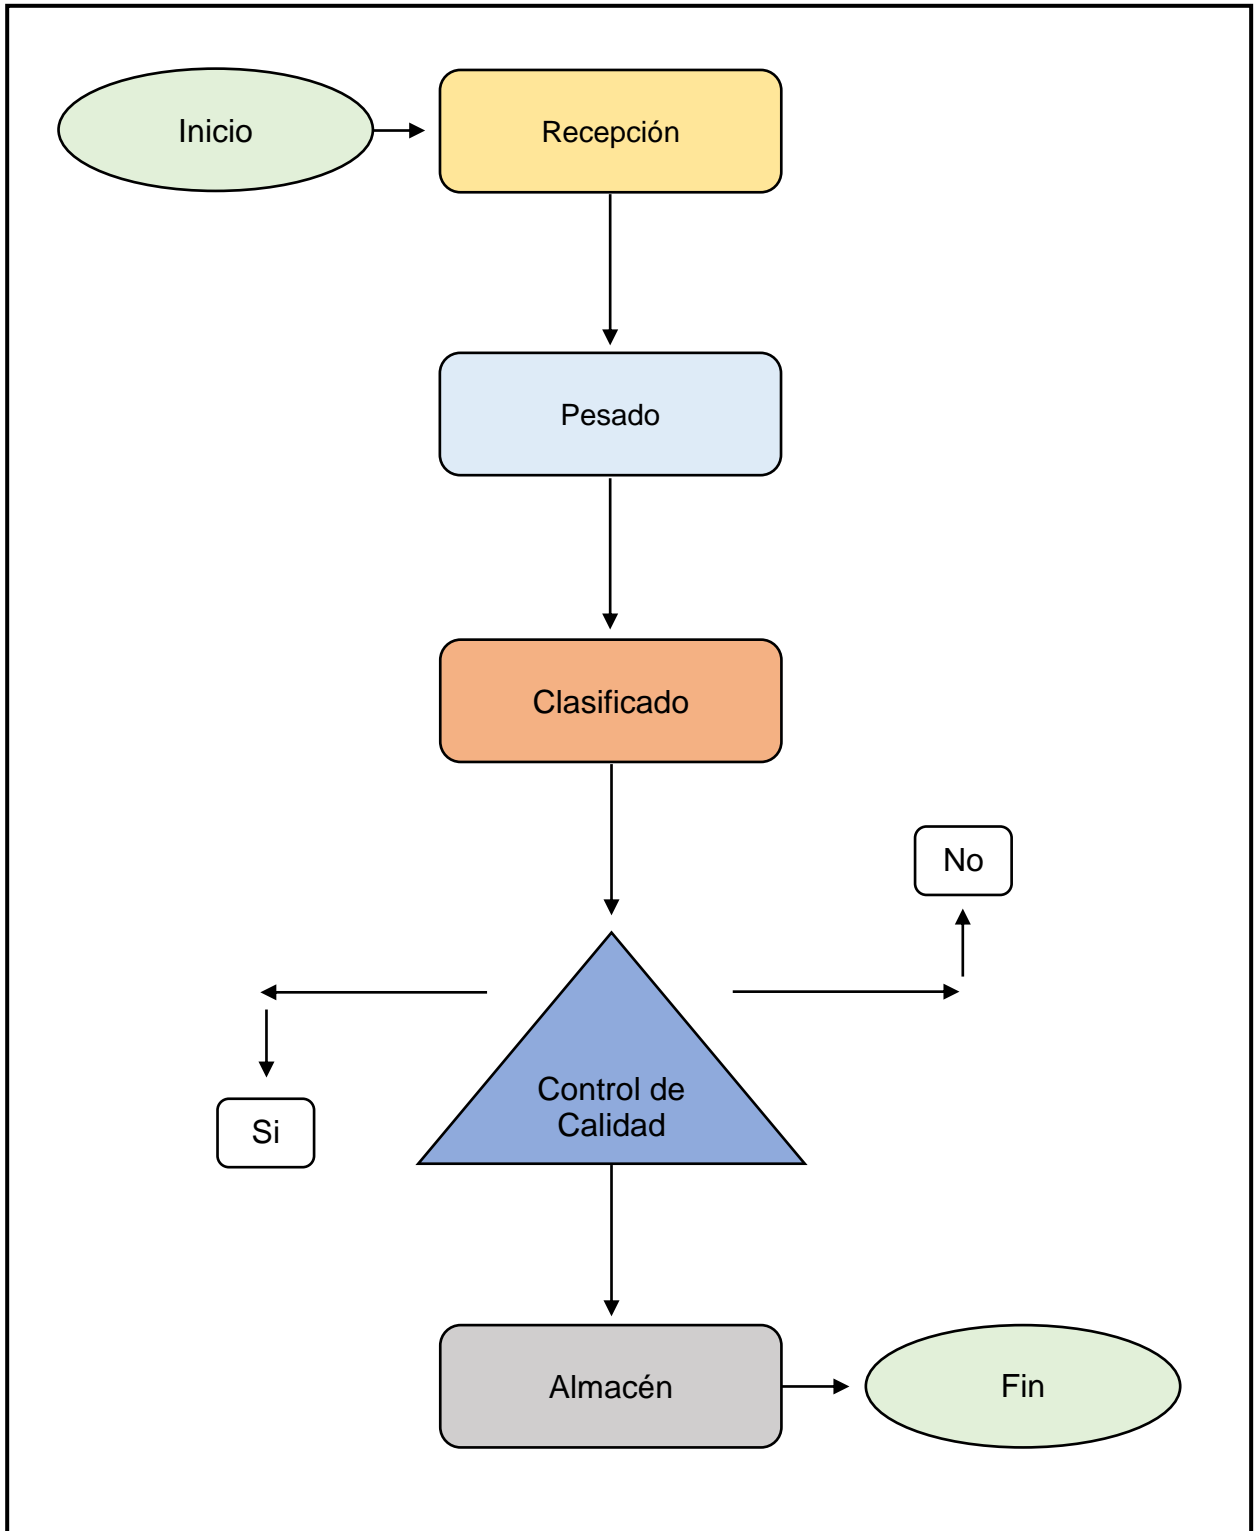 Inicio
Recepción
Pesado
Clasificado
No
Si
Control de
Calidad
Almacén
Fin